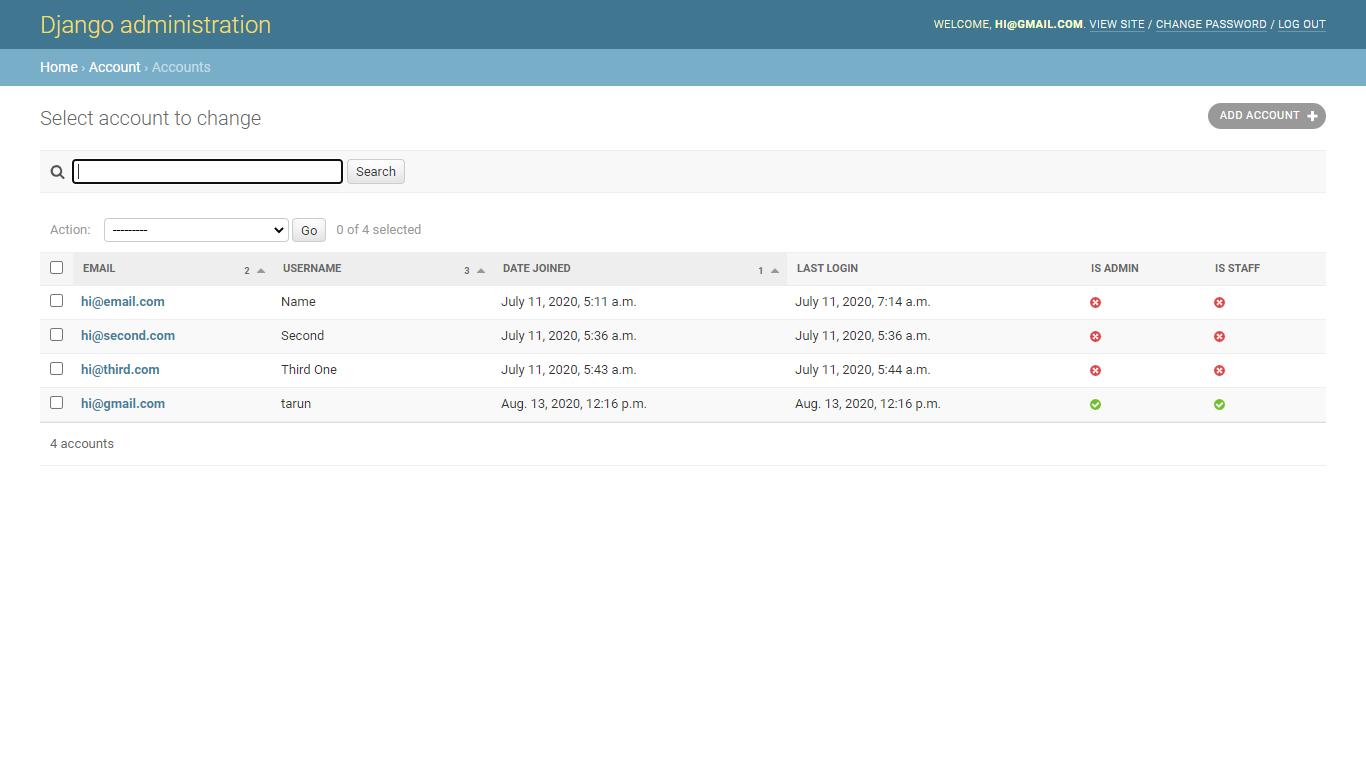 Django administration
WELCOME, HI@GMAIL.COM. VIEW SITE / CHANGE PASSWORD / LOG OUT
Home › Account › Accounts
Select account to change
ADD ACCOUNT
Search
Action: --------- Go 0 of 4 selected
EMAIL 2 USERNAME 3 DATE JOINED 1 LAST LOGIN IS ADMIN IS STAFF
hi@email.com Name July 11, 2020, 5:11 a.m. July 11, 2020, 7:14 a.m.
hi@second.com Second July 11, 2020, 5:36 a.m. July 11, 2020, 5:36 a.m.
hi@third.com Third One July 11, 2020, 5:43 a.m. July 11, 2020, 5:44 a.m.
hi@gmail.com tarun Aug. 13, 2020, 12:16 p.m. Aug. 13, 2020, 12:16 p.m.
4 accounts